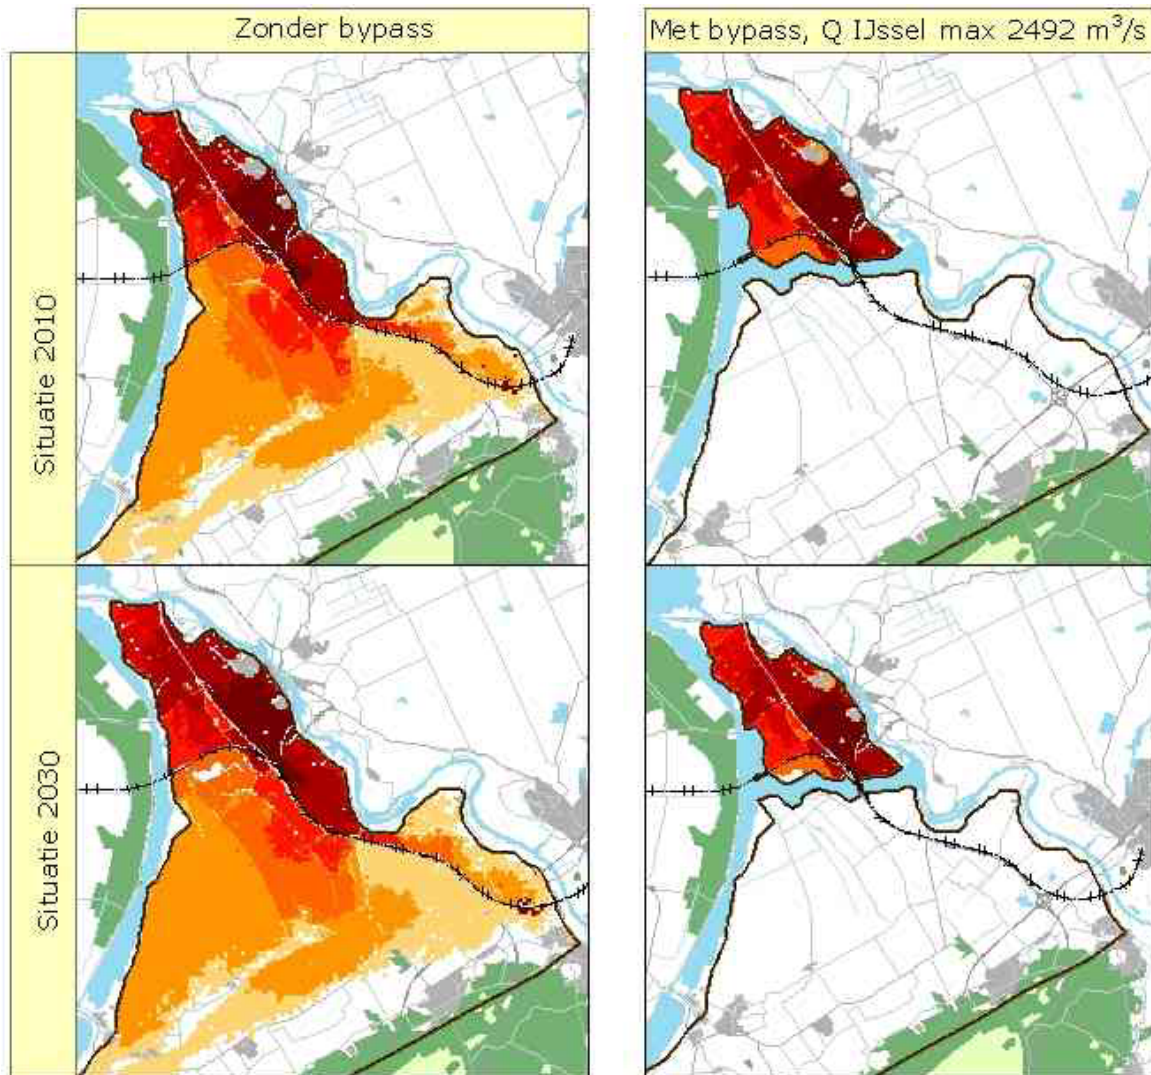 Zonder bypass
Met bypass, Q IJssel max 2492 m³/s
Situatie 2010
Situatie 2030